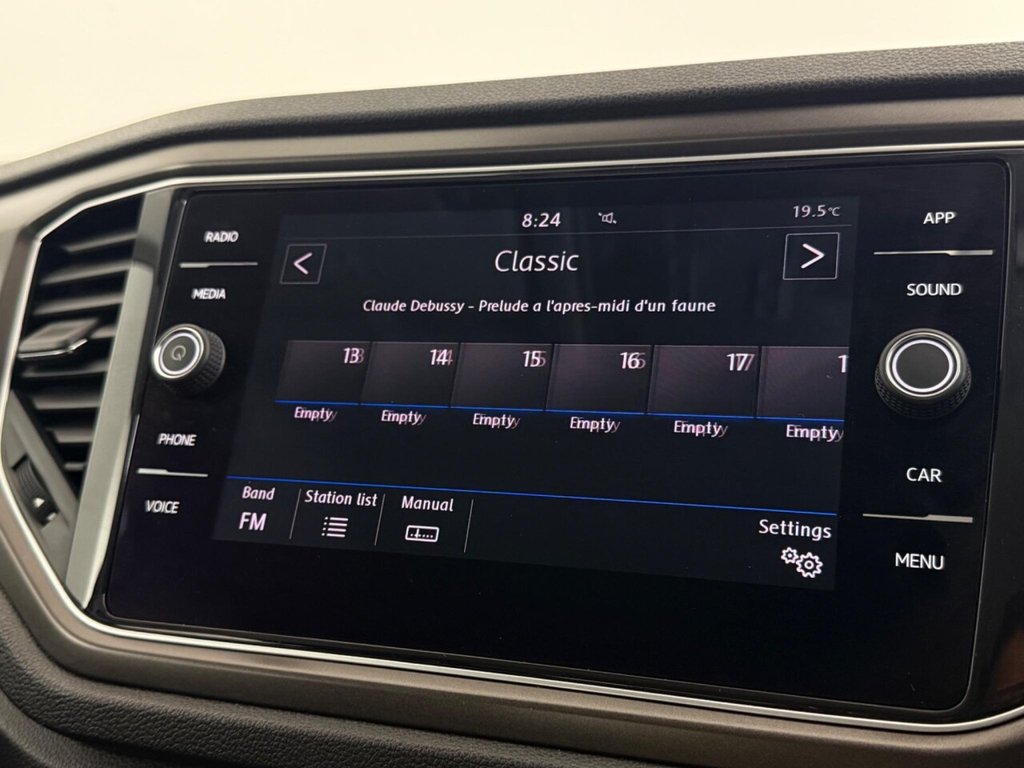 RADIO
MEDIA
PHONE
VOICE
8:24
19.5°C
<
Classic
>
Claude Debussy - Prelude a l'apres-midi d'un faune
13 14 15 16 17 1
Empty Empty Empty Empty Empty Empty
Band Station list Manual
FM
Settings
APP
SOUND
CAR
MENU